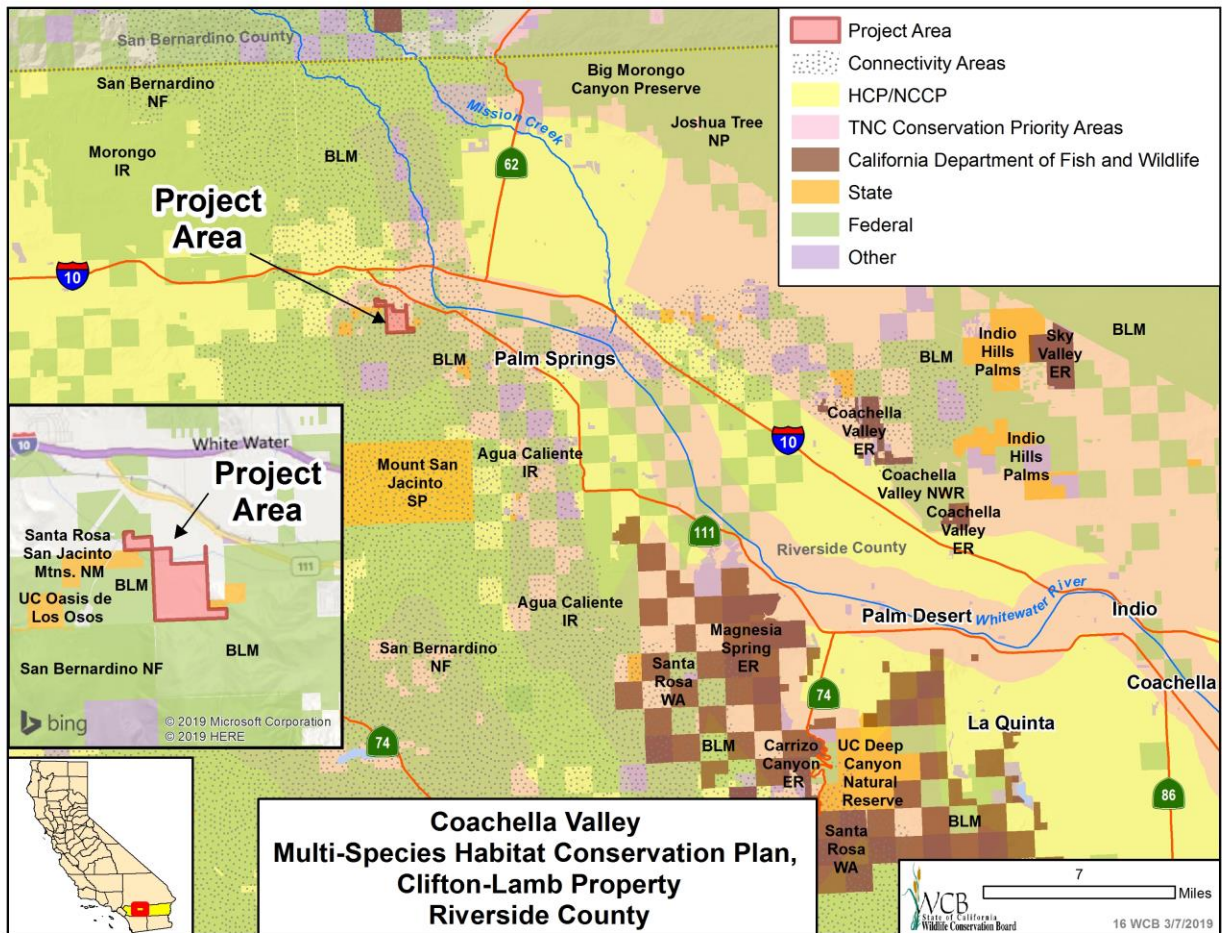 San Bernardino County
San Bernardino
NF
Morongo
IR
BLM
Mission Creek
62
Big Morongo
Canyon Preserve
Joshua Tree
NP
Project
Area
10
BLM
Palm Springs
Project Area
Connectivity Areas
HCP/NCCP
TNC Conservation Priority Areas
California Department of Fish and Wildlife
State
Federal
Other
BLM
Indio
Hills
Palms
Sky
Valley
ER
BLM
Coachella
Valley
ER
10
Indio
Hills
Palms
Coachella
Valley NWR
Coachella
Valley
ER
Mount San
Jacinto
SP
Agua Caliente
IR
111
Riverside County
Agua Caliente
IR
Palm Desert
Whitewater River
Indio
Coachella
San Bernardino
NF
Magnesia
Spring
ER
Santa
Rosa
WA
74
La Quinta
BLM
Carrizo
Canyon
ER
UC Deep
Canyon
Natural
Reserve
BLM
86
74
Santa
Rosa
WA
10
White Water
Project
Area
Santa Rosa
San Jacinto
Mtns. NM
BLM
111
UC Oasis de
Los Osos
BLM
San Bernardino NF
bing
© 2019 Microsoft Corporation
© 2019 HERE
Coachella Valley
Multi-Species Habitat Conservation Plan,
Clifton-Lamb Property
Riverside County
7
Miles
WCB
State of California
Wildlife Conservation Board
16 WCB 3/7/2019